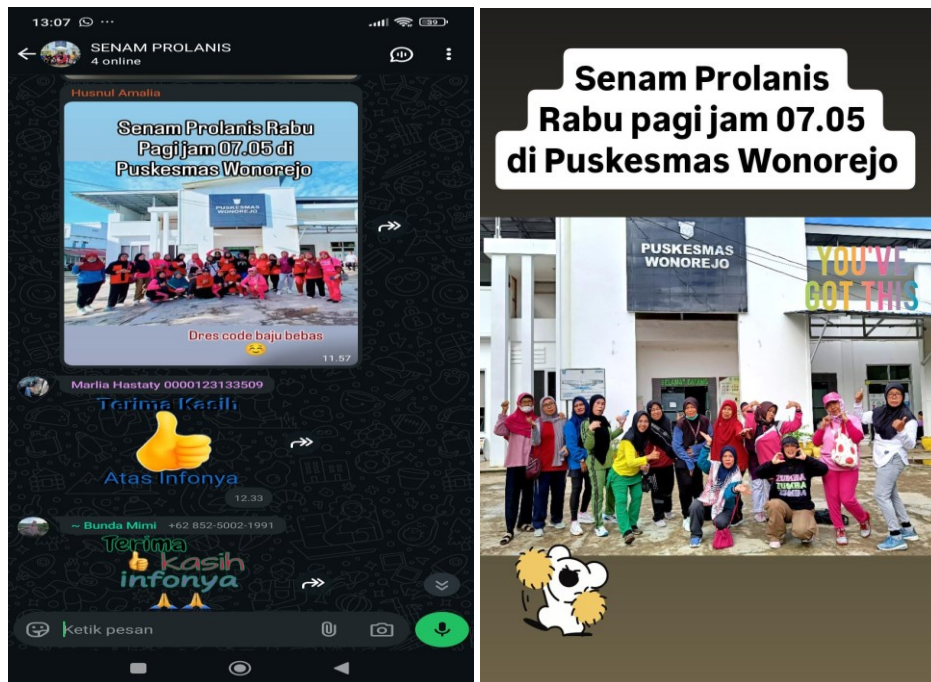 13:07
39
SENAM PROLANIS
4 online
Husnul Amalia
Senam Prolanis Rabu
Pagi jam 07.05 di
Puskesmas Wonorejo
PUSKESMAS
WONOREJO
Dres code baju bebas
11.57
Marlia Hastaty 0000123133509
Terima Kasih
Atas Infonya
12.33
~ Bunda Mimi +62 852-5002-1991
Terima
kasih
infonya
Ketik pesan
Senam Prolanis
Rabu pagi jam 07.05
di Puskesmas Wonorejo
PUSKESMAS
WONOREJO
YOU'VE
GOT THIS
SELAMAT DATANG